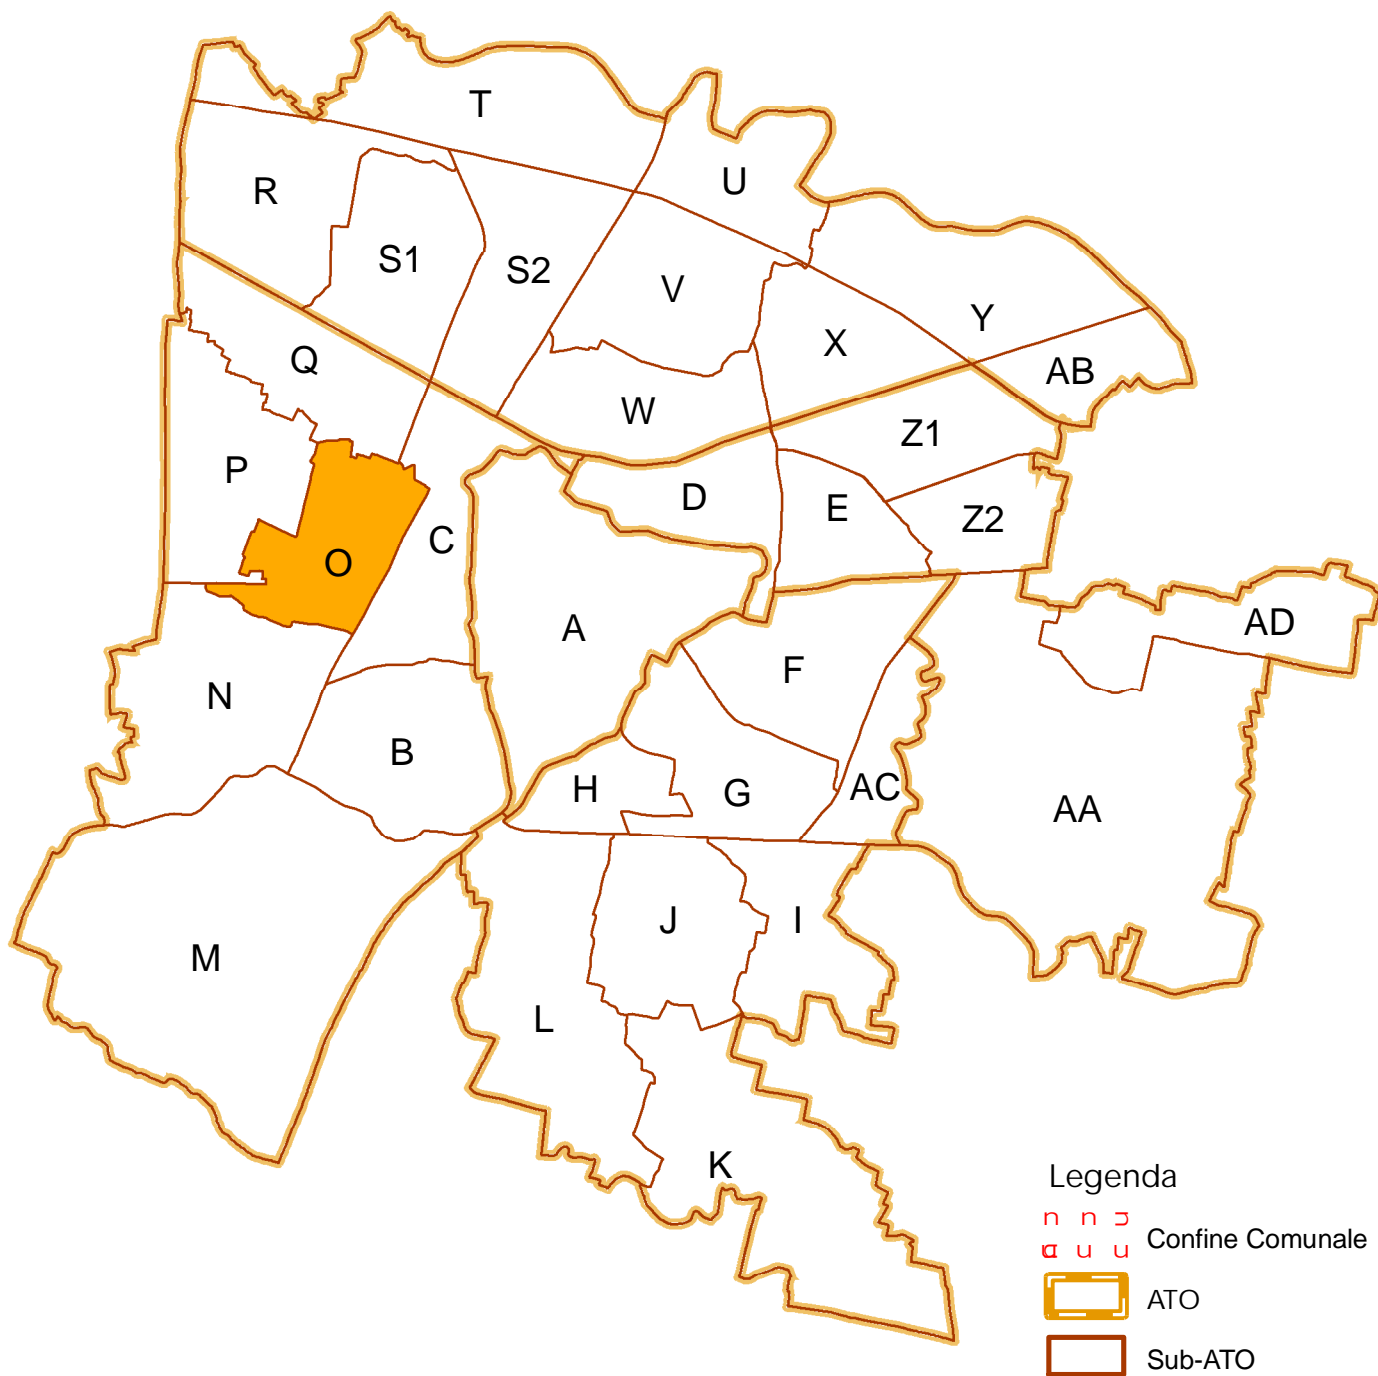 T
U
R
S1
S2
V
Y
X
Q
AB
W
Z1
P
D
E
Z2
C
O
A
AD
F
N
B
H
G
AC
AA
J
I
M
L
K
Legenda
n n u
u u u
Confine Comunale
ATO
Sub-ATO